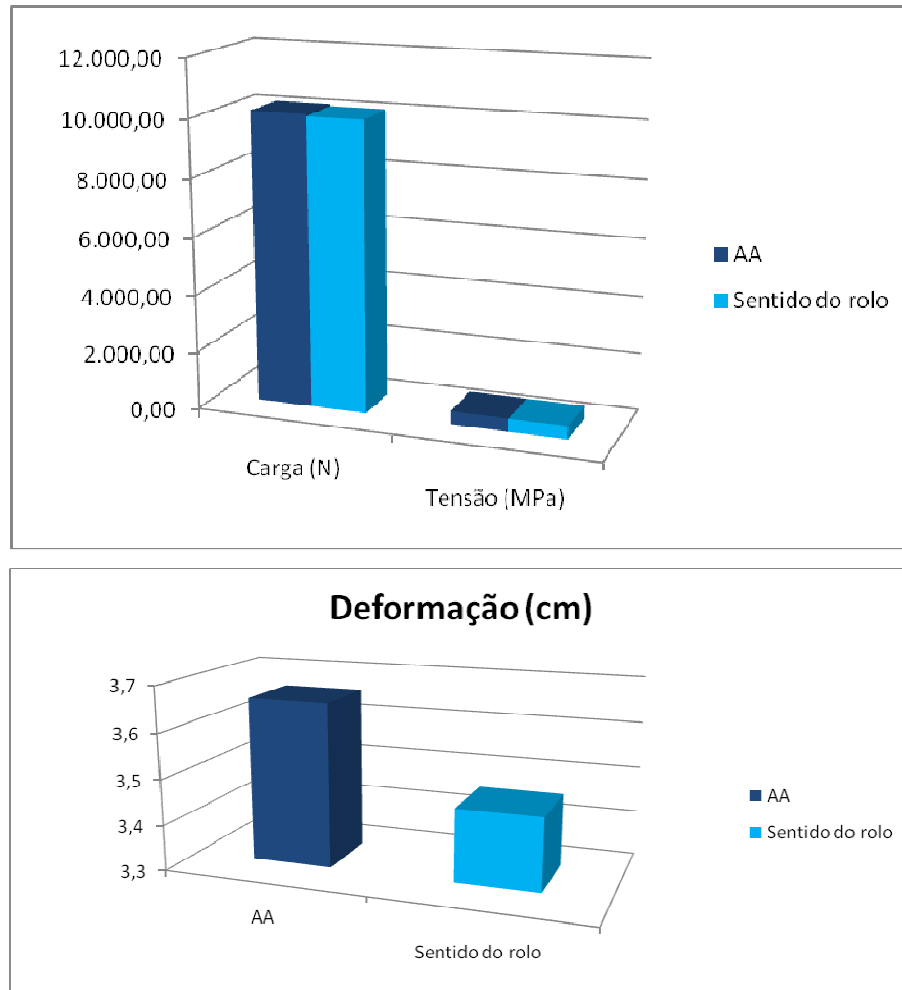 12.000,00
10.000,00
8.000,00
6.000,00
4.000,00
2.000,00
0,00
Carga (N)
Tensão (MPa)
AA
Sentido do rolo
Deformação (cm)
3,7
3,6
3,5
3,4
3,3
AA
Sentido do rolo
AA
Sentido do rolo